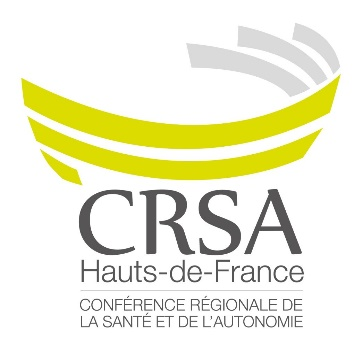 CRSA
Hauts-de-France
CONFÉRENCE RÉGIONALE DE
LA SANTÉ ET DE L'AUTONOMIE